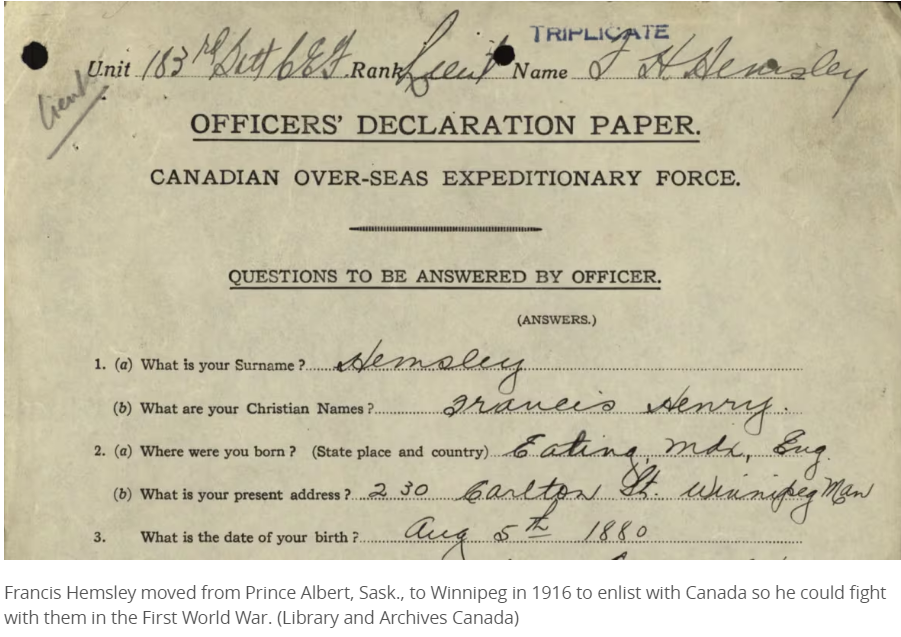 TRIPLICATE
Unit 183rd Batt CEF. Rank Lieut Name F H Hemsley
Lieut
OFFICERS' DECLARATION PAPER.
CANADIAN OVER-SEAS EXPEDITIONARY FORCE.
QUESTIONS TO BE ANSWERED BY OFFICER.
(ANSWERS.)
1. (a) What is your Surname? Hemsley
(b) What are your Christian Names? Francis Henry.
2. (a) Where were you born? (State place and country) Ealing, Mdx, Eng.
(b) What is your present address? 230 Carlton St. Winnipeg Man
3. What is the date of your birth? Aug 5th 1880
Francis Hemsley moved from Prince Albert, Sask., to Winnipeg in 1916 to enlist with Canada so he could fight
with them in the First World War. (Library and Archives Canada)